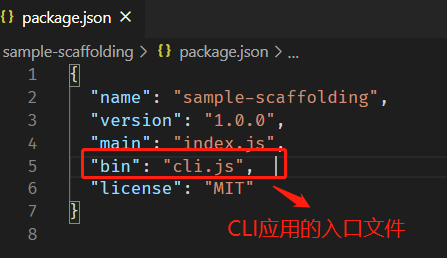 {} package.json ×
sample-scaffolding > {} package.json > ...
1 {
2 "name": "sample-scaffolding",
3 "version": "1.0.0",
4 "main": "index.js",
5 "bin": "cli.js",
6 "license": "MIT"
7 }
8
CLI应用的入口文件